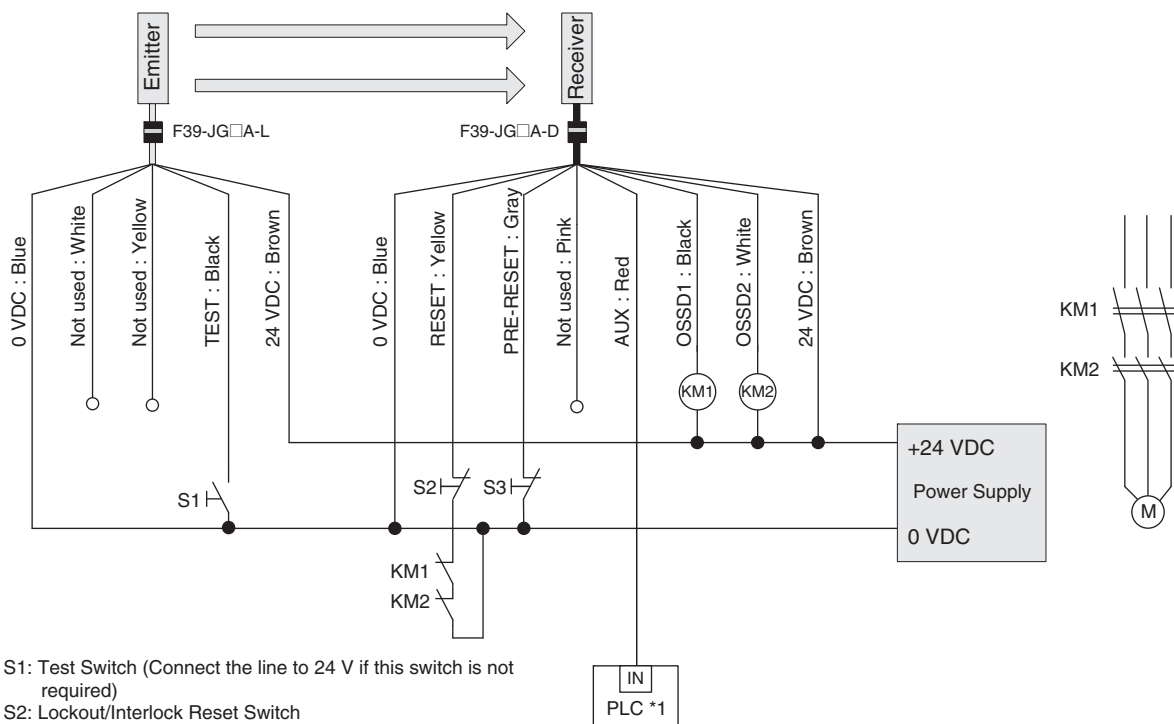 Emitter
Receiver
F39-JG□A-L
F39-JG□A-D
0 VDC : Blue
Not used : White
Not used : Yellow
TEST : Black
24 VDC : Brown
0 VDC : Blue
RESET : Yellow
PRE-RESET : Gray
Not used : Pink
AUX : Red
OSSD1 : Black
OSSD2 : White
24 VDC : Brown
KM1
KM2
KM1
KM2
+24 VDC
Power Supply
0 VDC
M
S1
S2
S3
KM1
KM2
IN
PLC *1
S1: Test Switch (Connect the line to 24 V if this switch is not
required)
S2: Lockout/Interlock Reset Switch